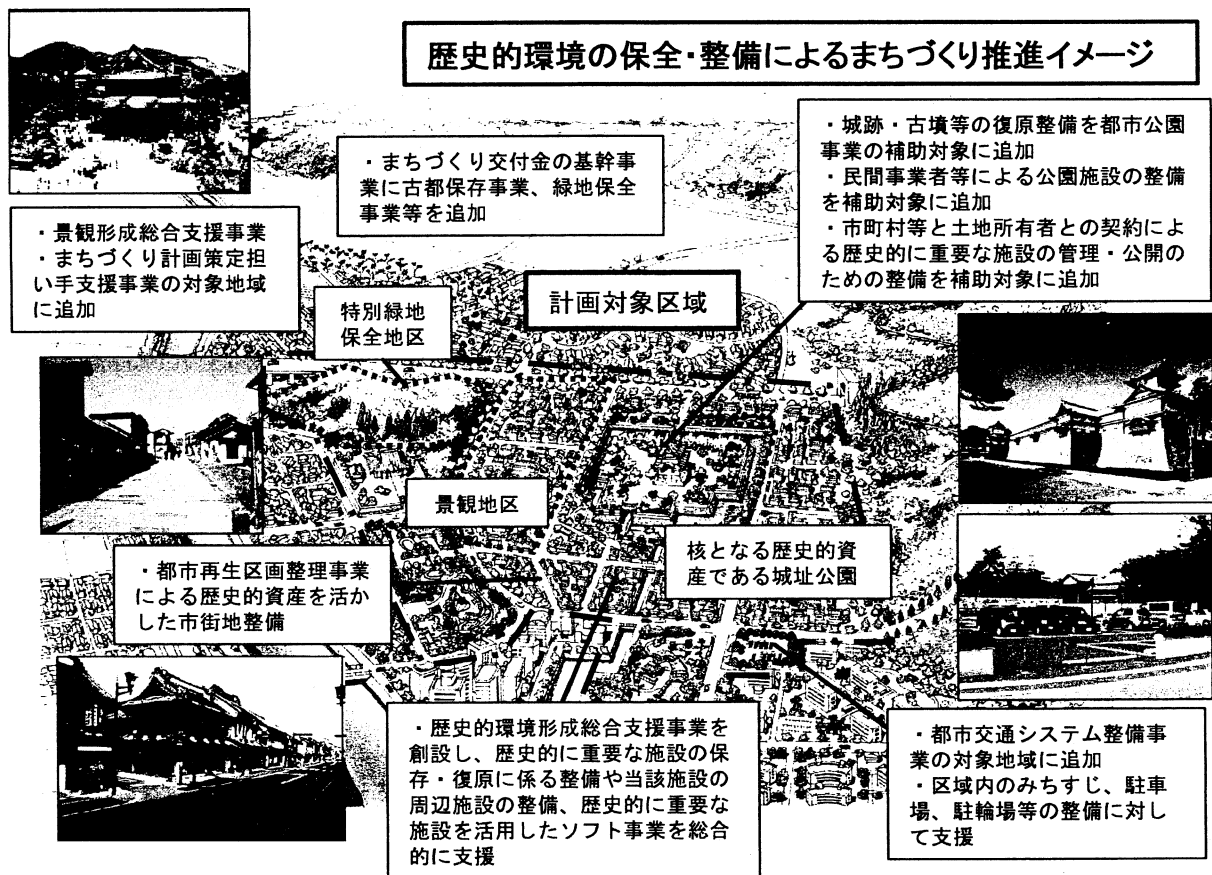 歴史的環境の保全・整備によるまちづくり推進イメージ
・まちづくり交付金の基幹事
業に古都保存事業、緑地保全
事業等を追加
・城跡・古墳等の復原整備を都市公園
事業の補助対象に追加
・民間事業者等による公園施設の整備
を補助対象に追加
・市町村等と土地所有者との契約によ
る歴史的に重要な施設の管理・公開の
ための整備を補助対象に追加
・景観形成総合支援事業
・まちづくり計画策定担
い手支援事業の対象地域
に追加
特別緑地
保全地区
計画対象区域
景観地区
核となる歴史的資
産である城址公園
・都市再生区画整理事業
による歴史的資産を活か
した市街地整備
・歴史的環境形成総合支援事業を
創設し、歴史的に重要な施設の保
存・復原に係る整備や当該施設の
周辺施設の整備、歴史的に重要な
施設を活用したソフト事業を総合
的に支援
・都市交通システム整備事
業の対象地域に追加
・区域内のみちすじ、駐車
場、駐輪場等の整備に対し
て支援